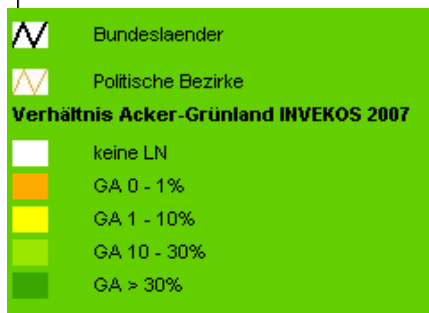 Bundeslaender
Politische Bezirke
Verhältnis Acker-Grünland INVEKOS 2007
keine LN
GA 0 - 1%
GA 1 - 10%
GA 10 - 30%
GA > 30%